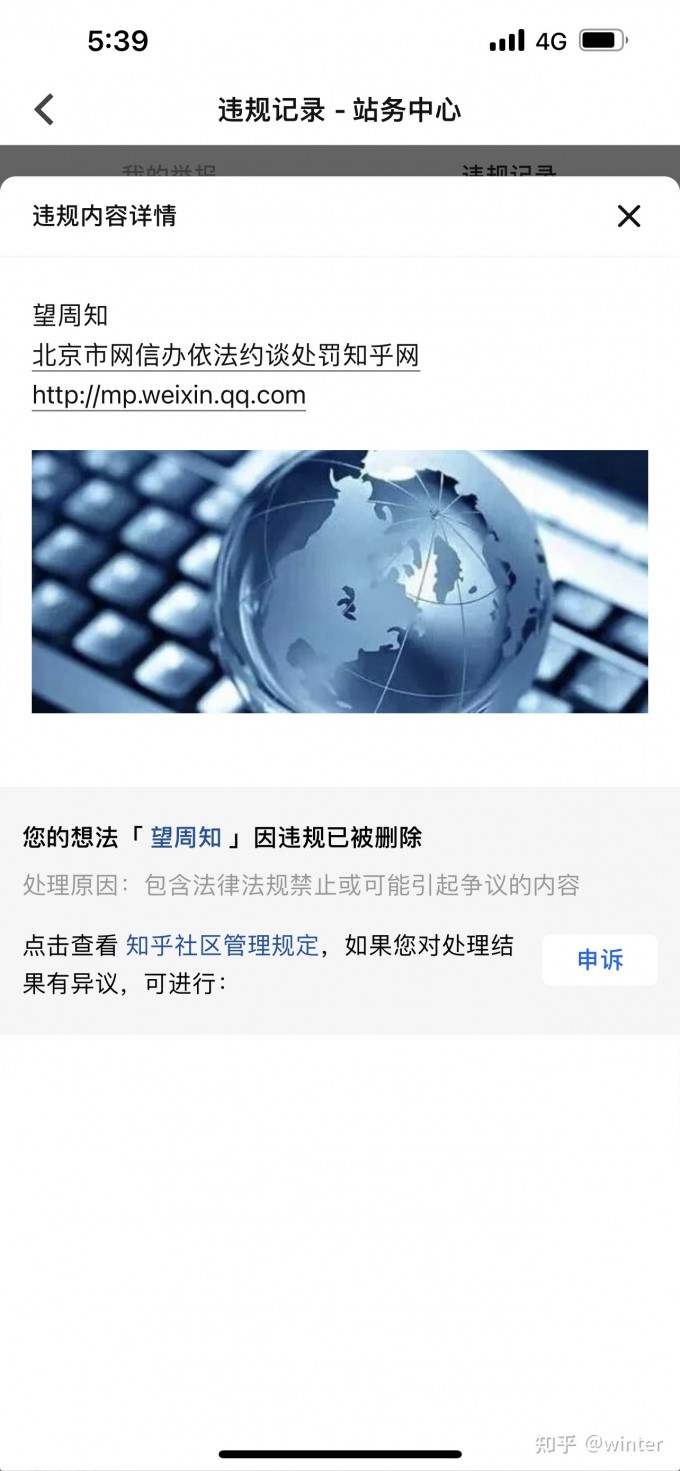 5:39
4G
违规记录 - 站务中心
我的举报
违规记录
违规内容详情
望周知
北京市网信办依法约谈处罚知乎网
http://mp.weixin.qq.com
您的想法「 望周知 」因违规已被删除
处理原因：包含法律法规禁止或可能引起争议的内容
点击查看 知乎社区管理规定，如果您对处理结
果有异议，可进行：
申诉
知乎 @winter